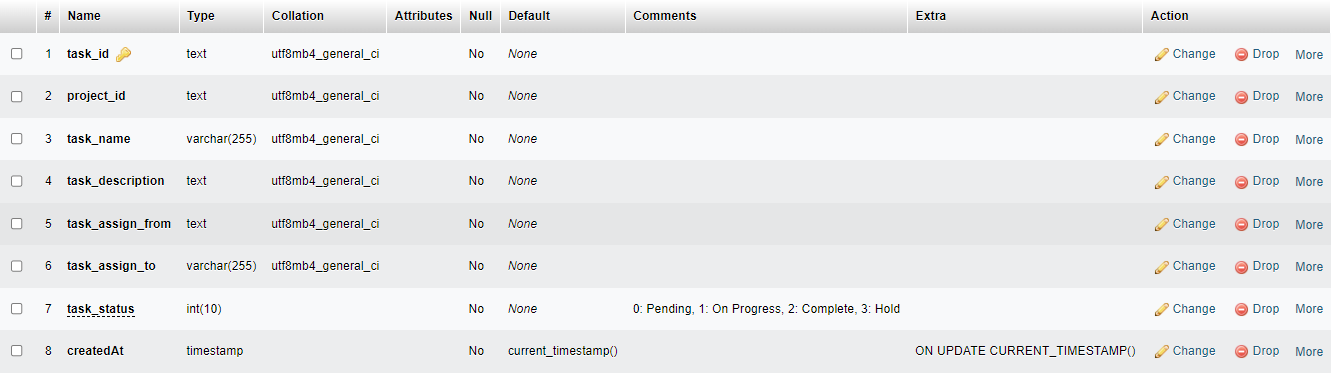 # Name Type Collation Attributes Null Default Comments Extra Action
1 task_id text utf8mb4_general_ci No None Change Drop More
2 project_id text utf8mb4_general_ci No None Change Drop More
3 task_name varchar(255) utf8mb4_general_ci No None Change Drop More
4 task_description text utf8mb4_general_ci No None Change Drop More
5 task_assign_from text utf8mb4_general_ci No None Change Drop More
6 task_assign_to varchar(255) utf8mb4_general_ci No None Change Drop More
7 task_status int(10) No None 0: Pending, 1: On Progress, 2: Complete, 3: Hold Change Drop More
8 createdAt timestamp No current_timestamp() ON UPDATE CURRENT_TIMESTAMP() Change Drop More